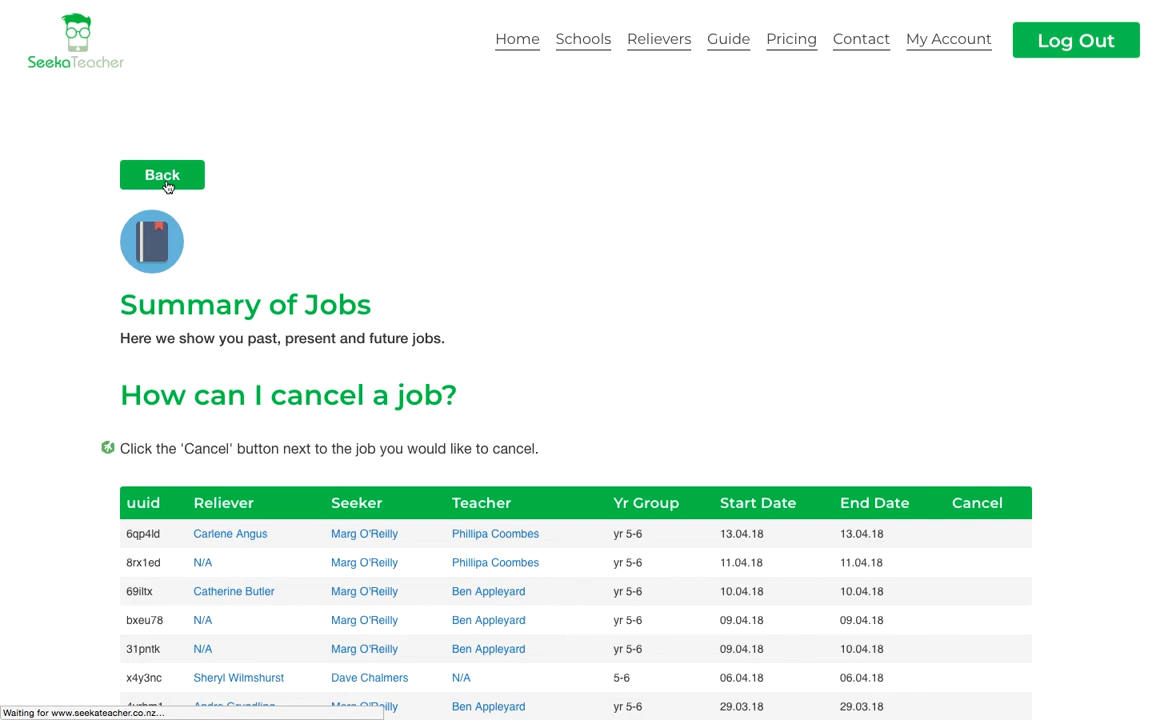 SeekaTeacher
Home Schools Relievers Guide Pricing Contact My Account Log Out
Back
Summary of Jobs
Here we show you past, present and future jobs.
How can I cancel a job?
Click the 'Cancel' button next to the job you would like to cancel.
uuid Reliever Seeker Teacher Yr Group Start Date End Date Cancel
6qp4ld Carlene Angus Marg O'Reilly Phillipa Coombes yr 5-6 13.04.18 13.04.18
8rx1ed N/A Marg O'Reilly Phillipa Coombes yr 5-6 11.04.18 11.04.18
69iltx Catherine Butler Marg O'Reilly Ben Appleyard yr 5-6 10.04.18 10.04.18
bxeu78 N/A Marg O'Reilly Ben Appleyard yr 5-6 09.04.18 09.04.18
31pntk N/A Marg O'Reilly Ben Appleyard yr 5-6 09.04.18 10.04.18
x4y3nc Sheryl Wilmshurst Dave Chalmers N/A 5-6 06.04.18 06.04.18
Marg O'Reilly Ben Appleyard yr 5-6 29.03.18 29.03.18
Waiting for www.seekateacher.co.nz...